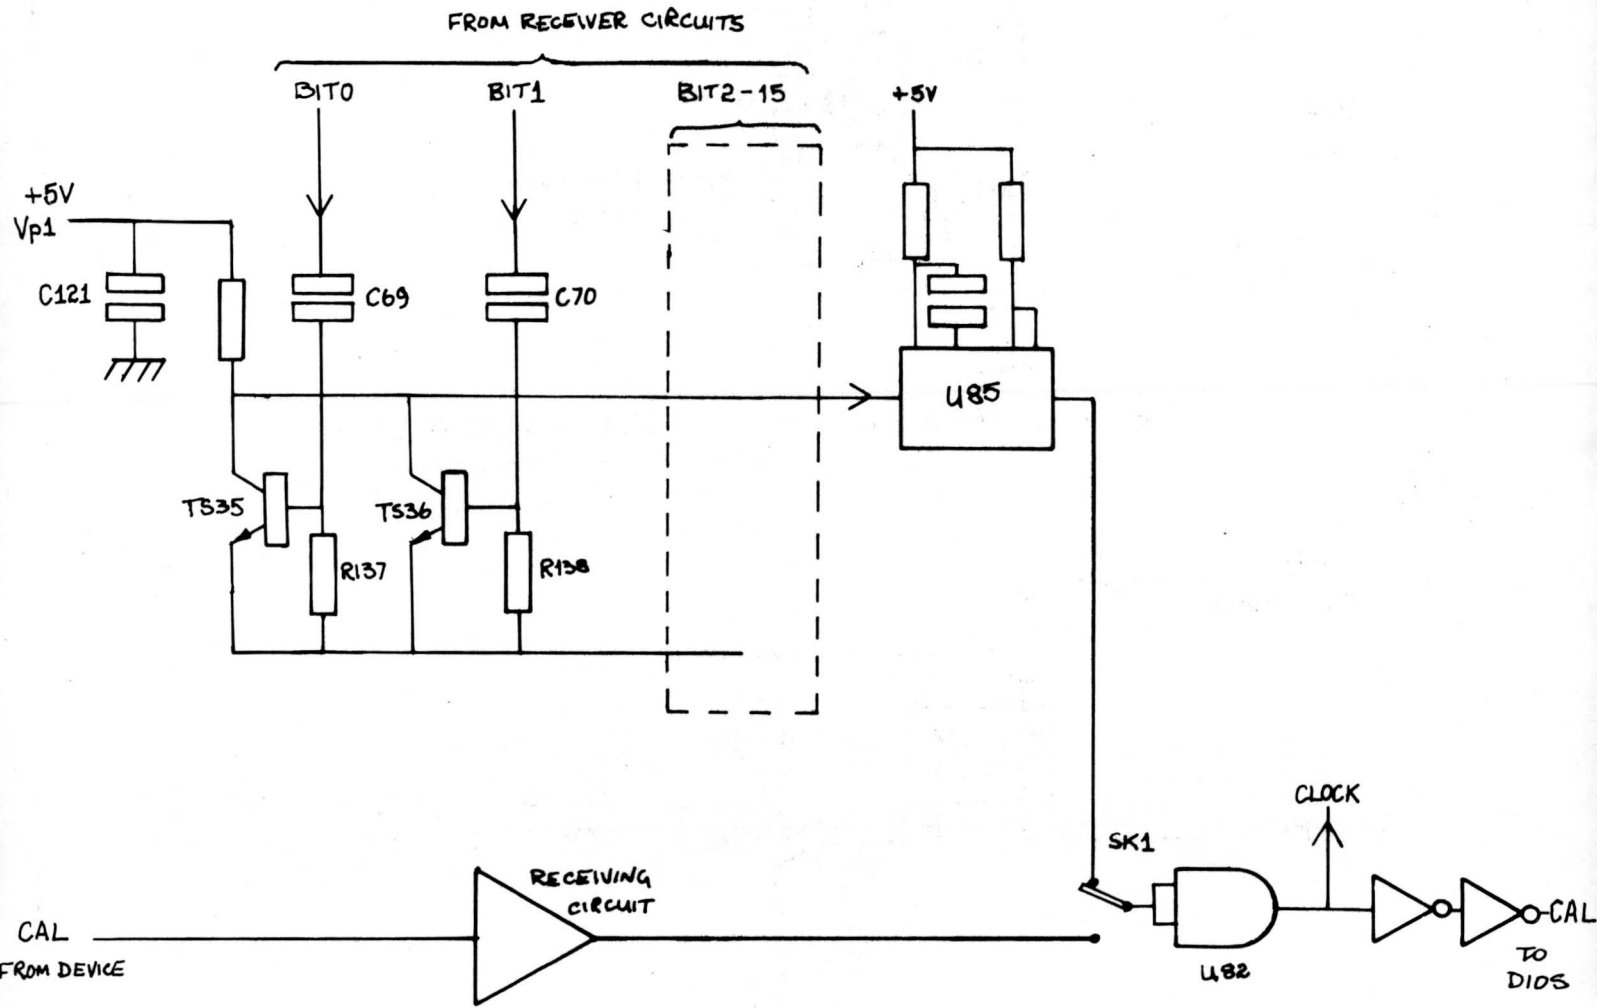 FROM RECEIVER CIRCUITS
BIT0
BIT1
BIT2-15
+5V
+5V
Vp1
C121
C69
C70
U85
TS35
TS36
R137
R138
CLOCK
SK1
RECEIVING
CIRCUIT
CAL
FROM DEVICE
U82
CAL
TO
DIOS